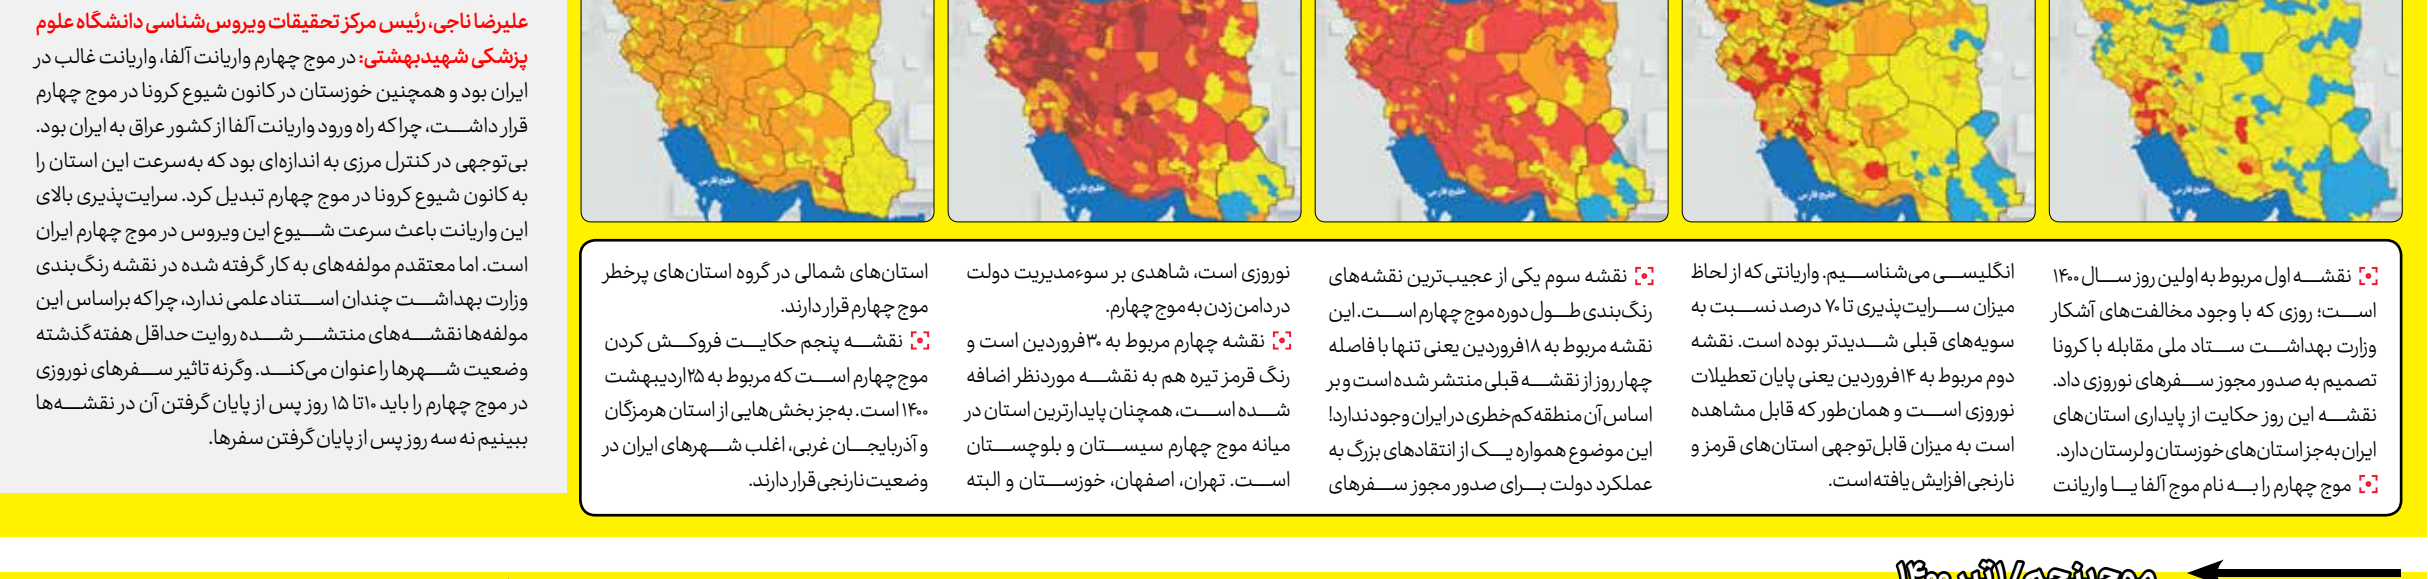 خلیج فارس
خلیج فارس
خلیج فارس
خلیج فارس
خلیج فارس
نقشه اول مربوط به اولین روز سال ۱۴۰۰
است؛ روزی که با وجود مخالفت‌های آشکار
وزارت بهداشت ستاد ملی مقابله با کرونا
تصمیم به صدور مجوز سفرهای نوروزی داد.
نقشه این روز حکایت از پایداری استان‌های
ایران به‌جز استان‌های خوزستان و لرستان دارد.
موج چهارم را به نام موج آلفا یا واریانت
انگلیسی می‌شناسیم. واریانتی که از لحاظ
میزان سرایت‌پذیری تا ۷۰ درصد نسبت به
سویه‌های قبلی شدیدتر بوده است. نقشه
دوم مربوط به ۱۴فروردین یعنی پایان تعطیلات
نوروزی است و همان‌طور که قابل مشاهده
است به میزان قابل‌توجهی استان‌های قرمز و
نارنجی افزایش یافته است.
نقشه سوم یکی از عجیب‌ترین نقشه‌های
رنگ‌بندی طول دوره موج چهارم است. این
نقشه مربوط به ۱۸فروردین یعنی تنها با فاصله
چهار روز از نقشه قبلی منتشر شده است و بر
اساس آن منطقه کم‌خطری در ایران وجود ندارد!
این موضوع همواره یک از انتقادهای بزرگ به
عملکرد دولت برای صدور مجوز سفرهای
نوروزی است، شاهدی بر سوءمدیریت دولت
در دامن زدن به موج چهارم.
نقشه چهارم مربوط به ۳۰فروردین است و
رنگ قرمز تیره هم به نقشه موردنظر اضافه
شده است، همچنان پایدارترین استان در
میانه موج چهارم سیستان و بلوچستان
است. تهران، اصفهان، خوزستان و البته
استان‌های شمالی در گروه استان‌های پرخطر
موج چهارم قرار دارند.
نقشه پنجم حکایت فروکش کردن
موج‌چهارم است که مربوط به ۲۵اردیبهشت
۱۴۰۰ است. به‌جز بخش‌هایی از استان هرمزگان
و آذربایجان غربی، اغلب شهرهای ایران در
وضعیت نارنجی قرار دارند.
علیرضا ناجی، رئیس مرکز تحقیقات ویروس‌شناسی دانشگاه علوم
پزشکی شهیدبهشتی: در موج چهارم واریانت آلفا، واریانت غالب در
ایران بود و همچنین خوزستان در کانون شیوع کرونا در موج چهارم
قرار داشت، چراکه راه ورود واریانت آلفا از کشور عراق به ایران بود.
بی‌توجهی در کنترل مرزی به اندازه‌ای بود که به‌سرعت این استان را
به کانون شیوع کرونا در موج چهارم تبدیل کرد. سرایت‌پذیری بالای
این واریانت باعث سرعت شیوع این ویروس در موج چهارم ایران
است. اما معتقدم مولفه‌های به کار گرفته شده در نقشه رنگ‌بندی
وزارت بهداشت چندان استناد علمی ندارد، چراکه براساس این
مولفه‌ها نقشه‌های منتشر شده روایت حداقل هفته گذشته
وضعیت شهرها را عنوان می‌کند. وگرنه تاثیر سفرهای نوروزی
در موج چهارم را باید ۱۰تا ۱۵ روز پس از پایان گرفتن آن در نقشه‌ها
ببینیم نه سه روز پس از پایان گرفتن سفرها.